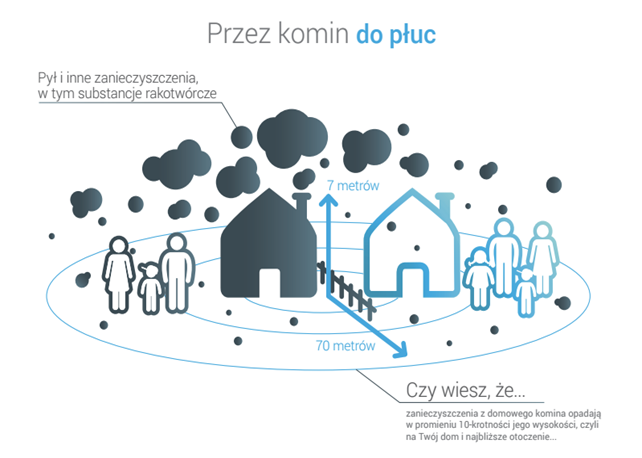 Przez komin do płuc
Pył i inne zanieczyszczenia,
w tym substancje rakotwórcze
7 metrów
70 metrów
Czy wiesz, że...
zanieczyszczenia z domowego komina opadają
w promieniu 10-krotności jego wysokości, czyli
na Twój dom i najbliższe otoczenie...